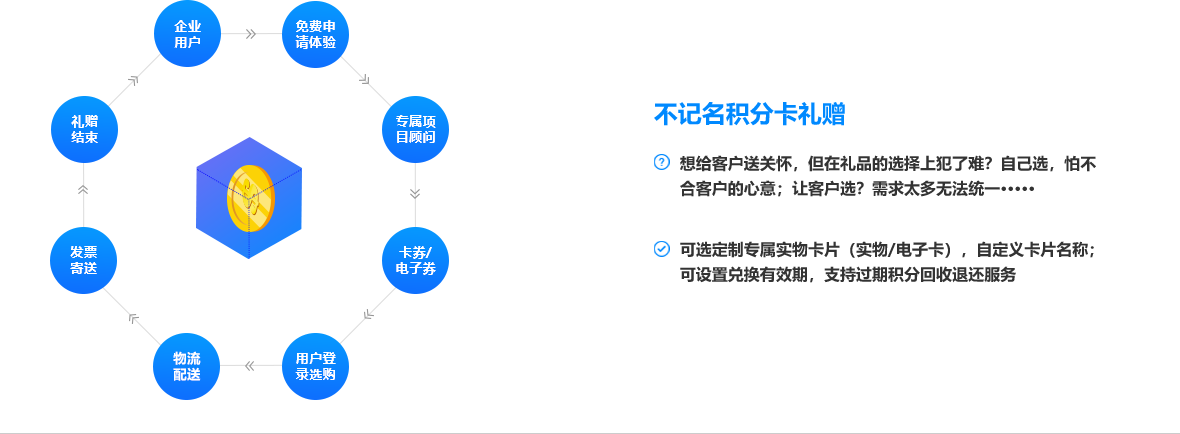 企业
用户
免费申
请体验
专属项
目顾问
卡券/
电子券
用户登
录选购
物流
配送
发票
寄送
礼赠
结束
不记名积分卡礼赠
想给客户送关怀，但在礼品的选择上犯了难？自己选，怕不
合客户的心意；让客户选？需求太多无法统一•••••
可选定制专属实物卡片（实物/电子卡），自定义卡片名称；
可设置兑换有效期，支持过期积分回收退还服务